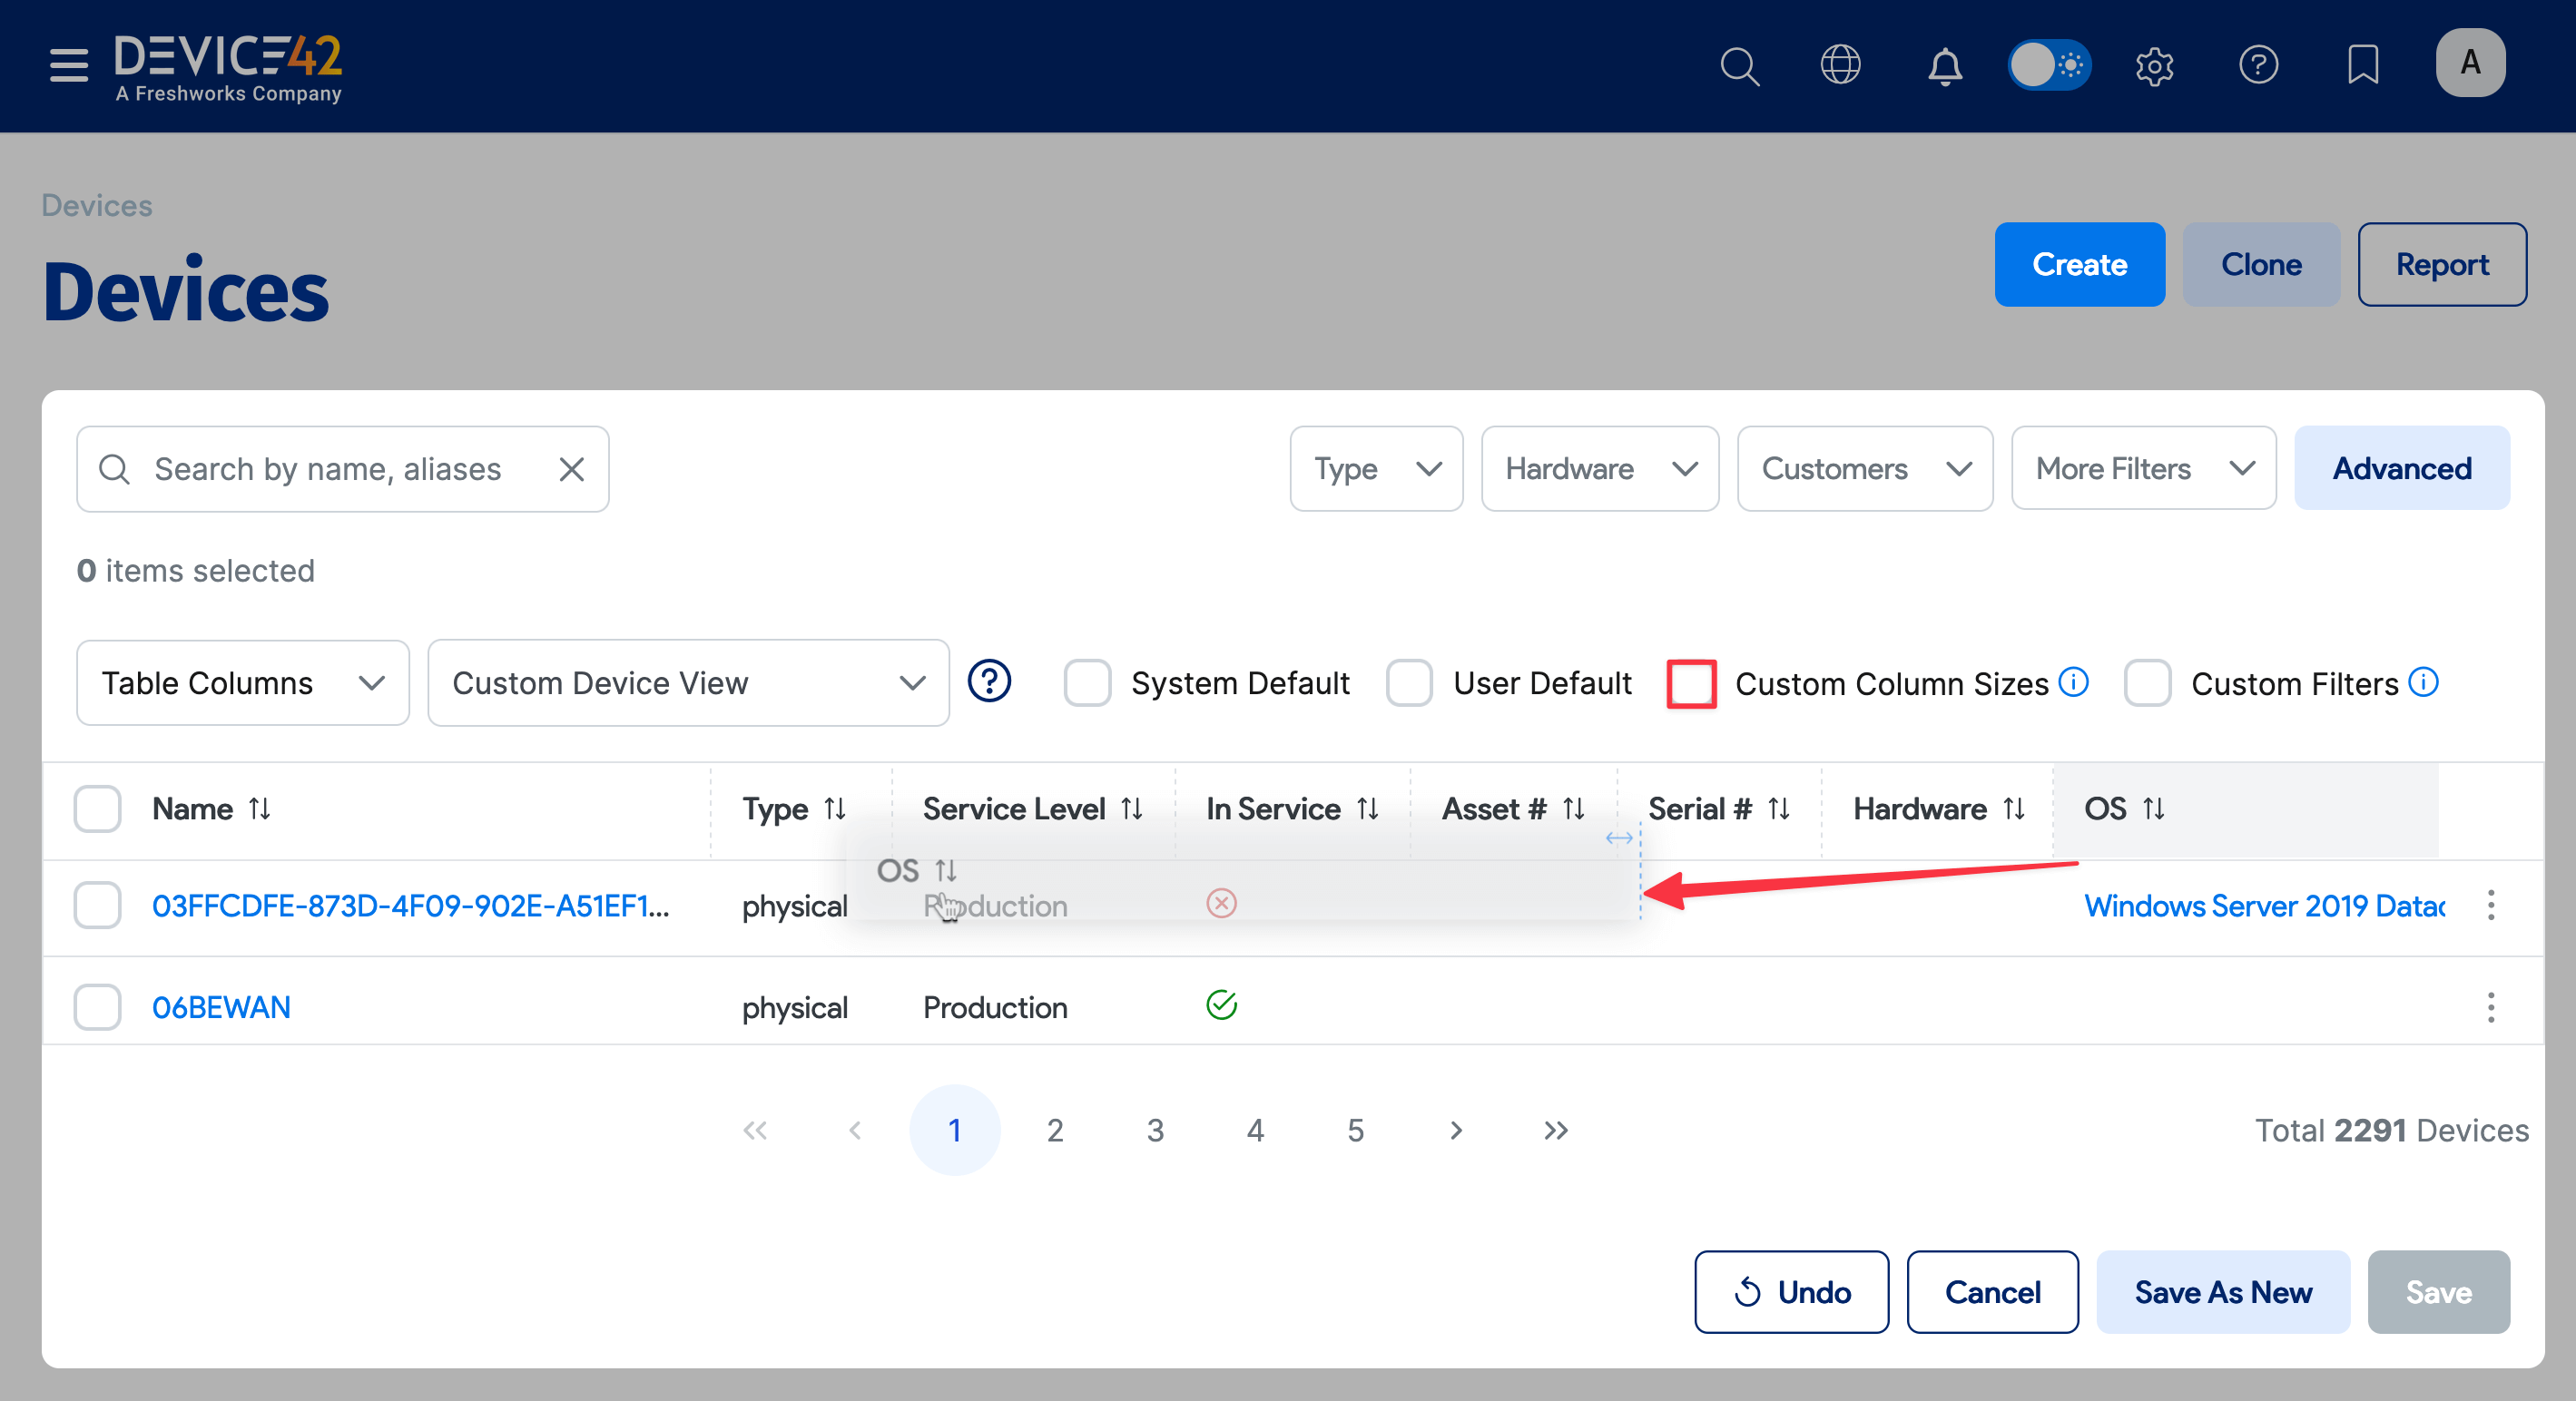 DEVICE42
A Freshworks Company
A
Devices
Devices
Create
Clone
Report
Search by name, aliases
Type
Hardware
Customers
More Filters
Advanced
0 items selected
Table Columns
Custom Device View
System Default
User Default
Custom Column Sizes
Custom Filters
Name
Type
Service Level
In Service
Asset #
Serial #
Hardware
OS
OS
03FFCDFE-873D-4F09-902E-A51EF1...
physical
Production
Windows Server 2019 Datac
06BEWAN
physical
Production
1
2
3
4
5
Total 2291 Devices
Undo
Cancel
Save As New
Save